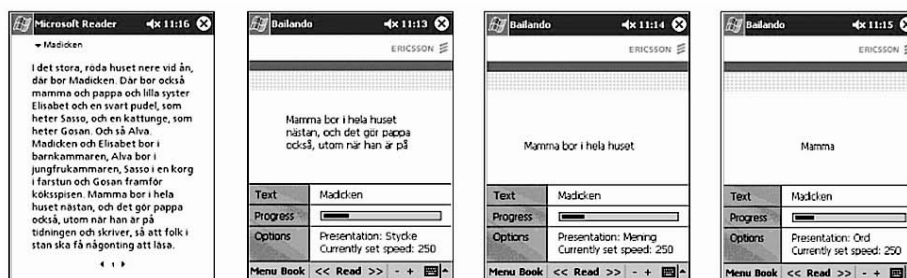 Microsoft Reader 11:16
Madicken
I det stora, röda huset nere vid ån,
där bor Madicken. Där bor också
mamma och pappa och lilla syster
Elisabet och en svart pudel, som
heter Sasso, och en kattunge, som
heter Gosan. Och så Alva.
Madicken och Elisabet bor i
barnkammaren, Alva bor i
jungfrukammaren, Sasso i en korg
i farstun och Gosan framför
köksspisen. Mamma bor i hela
huset nästan, och det gör pappa
också, utom när han är på
tidningen och skriver, så att folk i
stan ska få någonting att läsa.
1
Bailando 11:13
ERICSSON
Mamma bor i hela huset
nästan, och det gör pappa
också, utom när han är på
Text Madicken
Progress
Options Presentation: Stycke
Currently set speed: 250
Menu Book << Read >> - +
Bailando 11:14
ERICSSON
Mamma bor i hela huset
Text Madicken
Progress
Options Presentation: Mening
Currently set speed: 250
Menu Book << Read >> - +
Bailando 11:15
ERICSSON
Mamma
Text Madicken
Progress
Options Presentation: Ord
Currently set speed: 250
Menu Book << Read >> - +